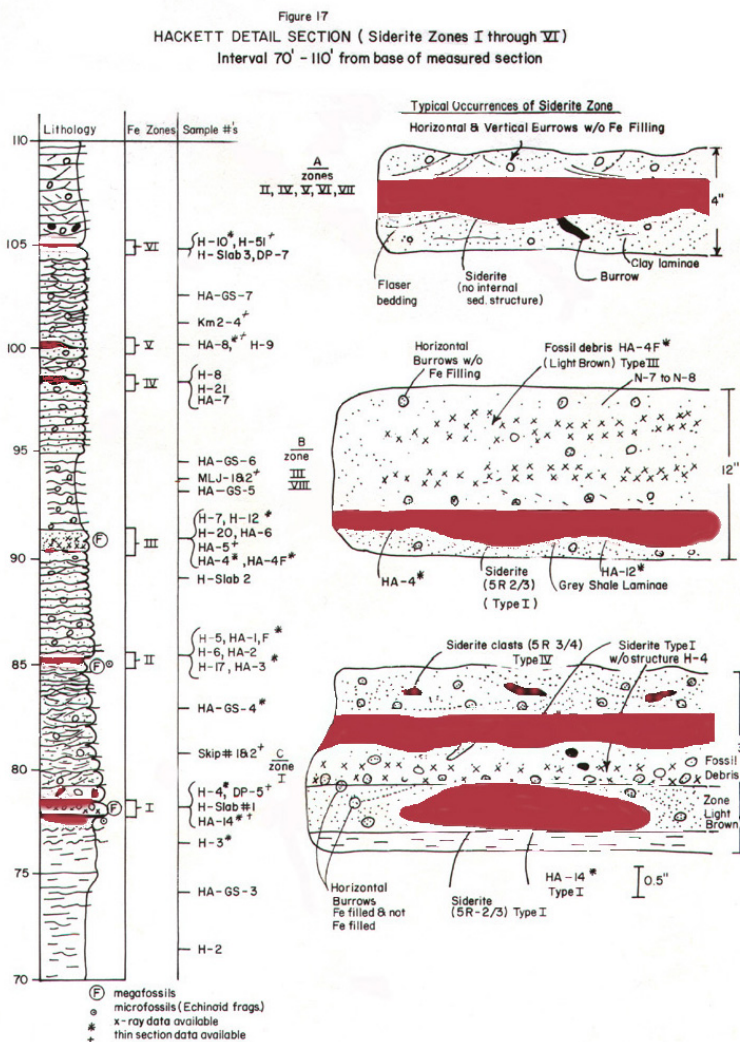 Figure 17
HACKETT DETAIL SECTION ( Siderite Zones I through VI)
Interval 70' - 110' from base of measured section
Lithology
Fe Zones
Sample #'s
110
105
100
95
90
85
80
75
70
VI
V
IV
III
II
I
H-10*, H-51+
H-Slab 3, DP-7
HA-GS-7
Km2-4+
HA-8,*+ H-9
H-8
H-21
HA-7
HA-GS-6
MLJ-1&2+
HA-GS-5
H-7, H-12 *
H-20, HA-6
HA-5+
HA-4*, HA-4F*
H-Slab 2
H-5, HA-1, F *
H-6, HA-2
H-17, HA-3 *
HA-GS-4*
Skip# 1&2+
H-4,* DP-5+
H-Slab #1
HA-14*+
H-3*
HA-GS-3
H-2
F
F
F
F megafossils
microfossils (Echinoid frags.)
* x-ray data available
+ thin section data available
Typical Occurrences of Siderite Zone
Horizontal & Vertical Burrows w/o Fe Filling
A
zones
II, IV, V, VI, VII
4"
Flaser
bedding
Siderite
(no internal
sed. structure)
Burrow
Clay laminae
B
zone
III
VIII
Horizontal
Burrows w/o
Fe Filling
Fossil debris HA-4F*
(Light Brown) Type III
N-7 to N-8
12"
HA-4*
Siderite
(5R 2/3)
(Type I)
HA-12*
Grey Shale Laminae
C
zone
I
Siderite clasts (5R 3/4)
Type IV
Siderite Type I
w/o structure H-4
Fossil
Debris
Zone
Light
Brown
Horizontal
Burrows
Fe filled & not
Fe filled
Siderite
(5R-2/3) Type I
HA-14*
Type I
0.5"